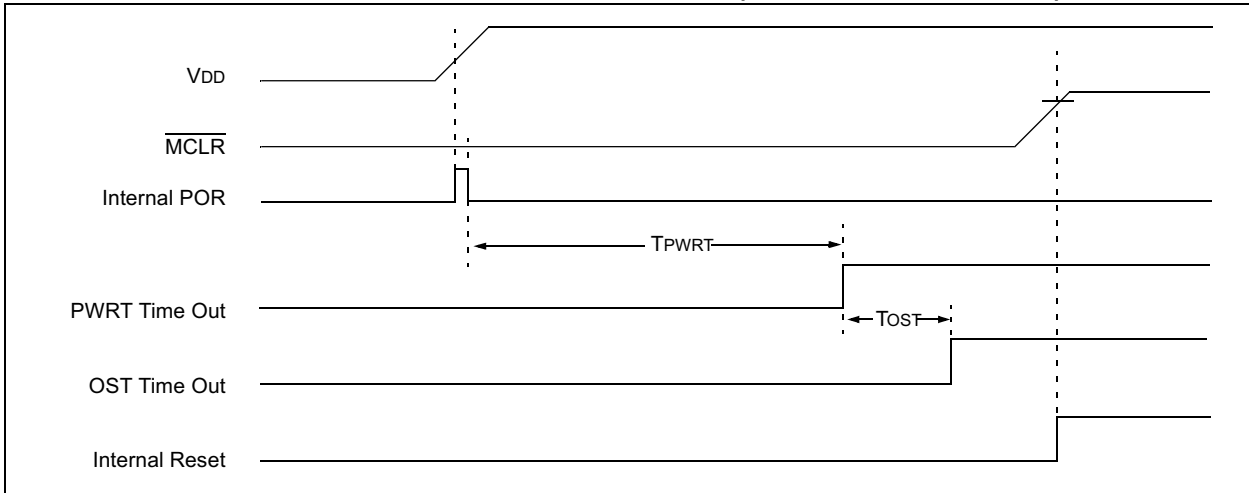 VDD
MCLR
Internal POR
TPWRT
PWRT Time Out
TOST
OST Time Out
Internal Reset